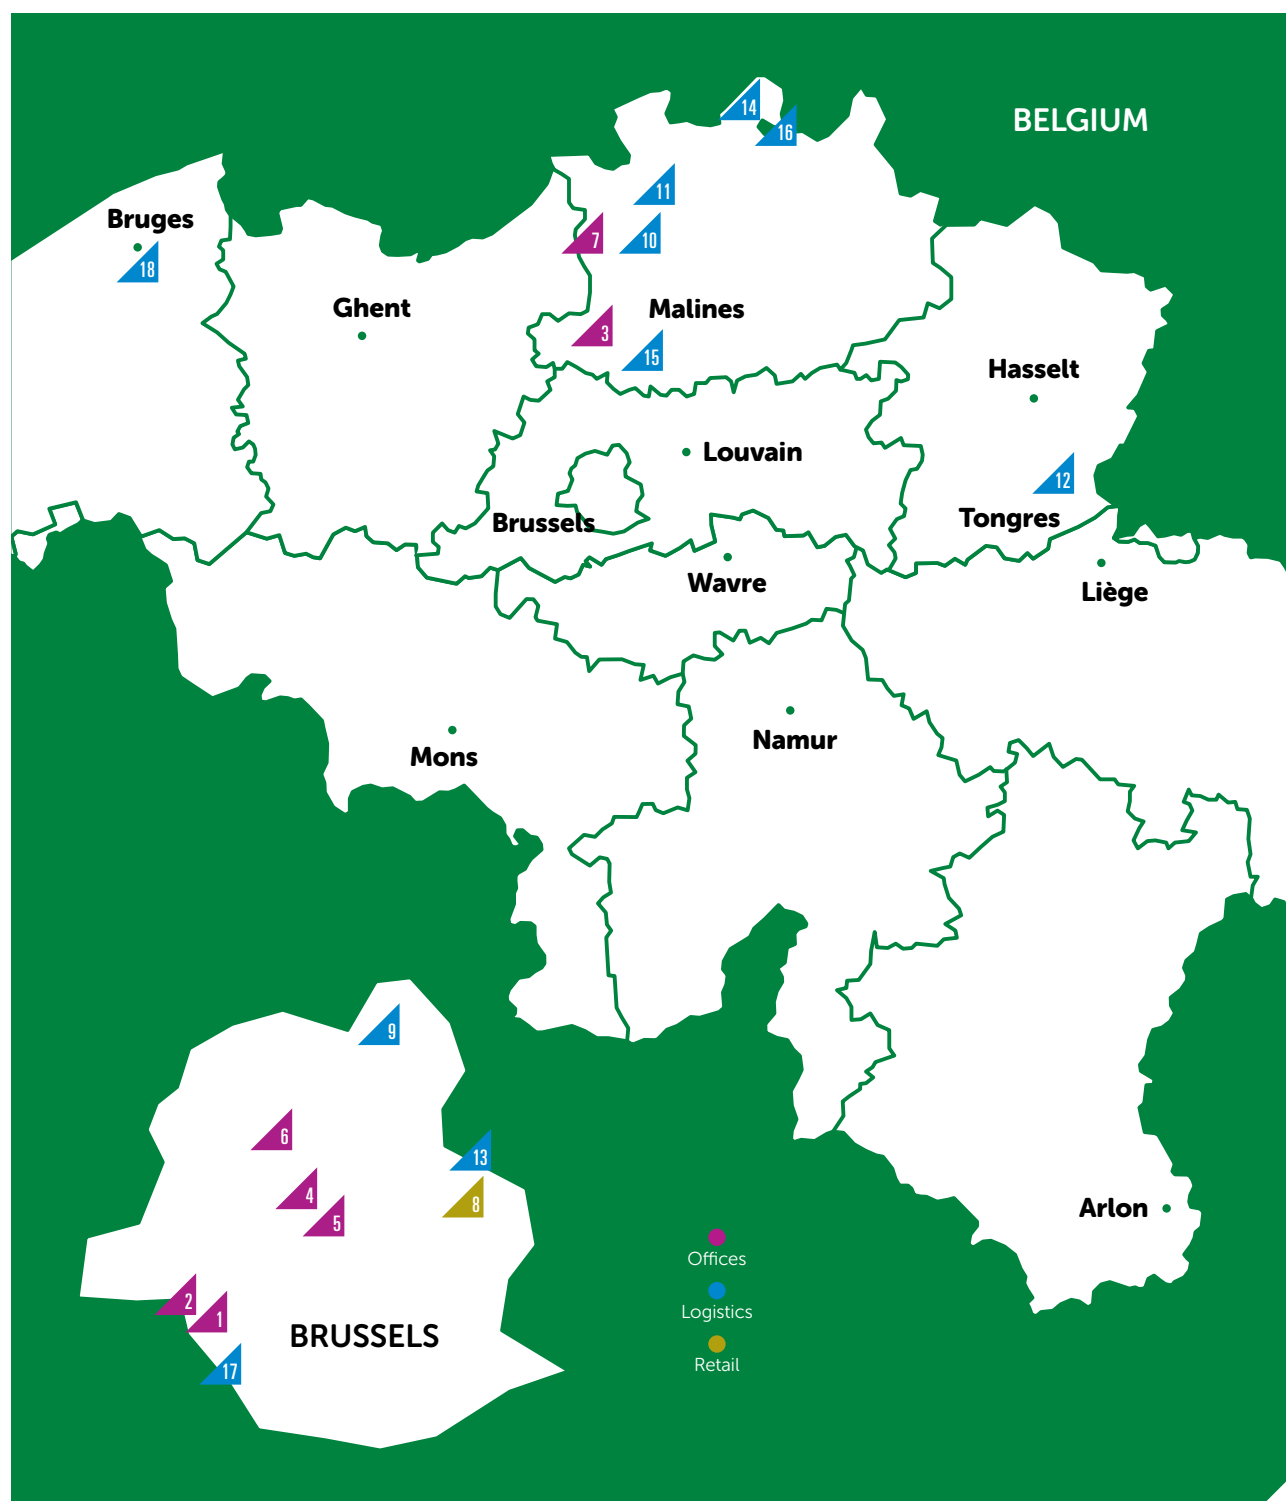 BELGIUM
14
16
11
Bruges
7
10
18
Ghent
Malines
3
15
Hasselt
Louvain
12
Brussels
Tongres
Wavre
Liège
Namur
Mons
9
6
13
4
8
5
Arlon
Offices
2
1
Logistics
BRUSSELS
17
Retail